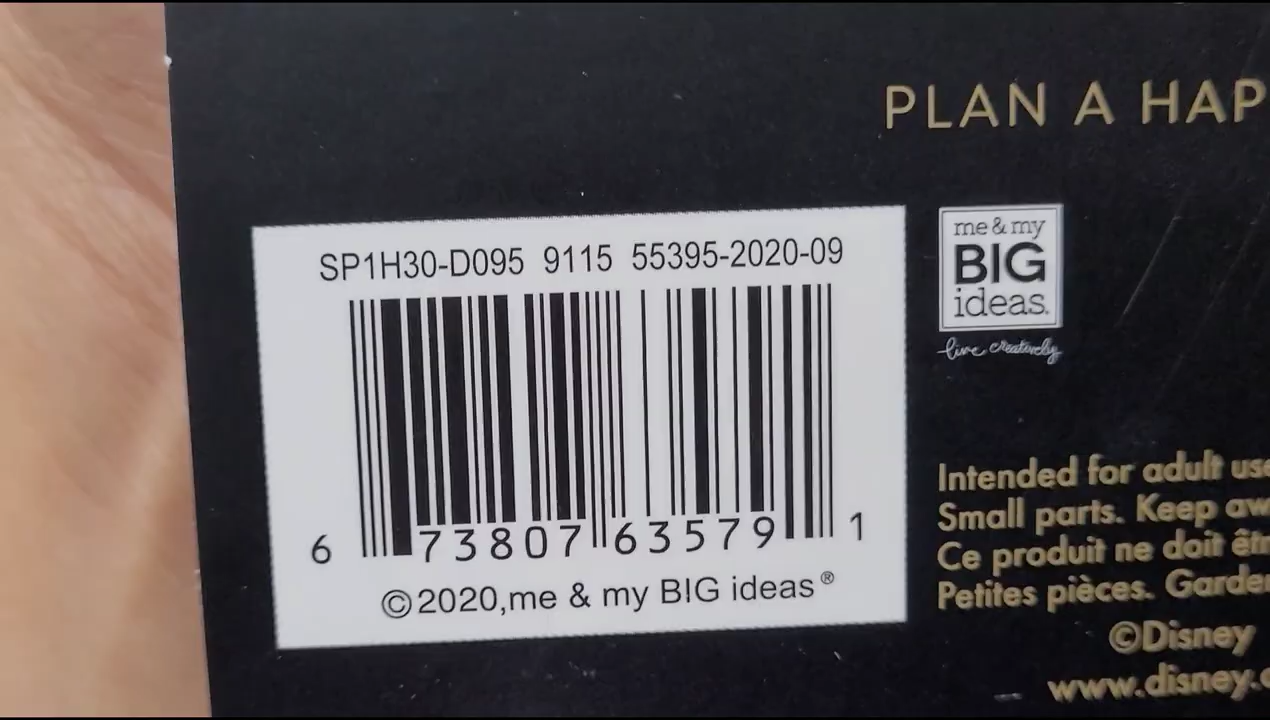 PLAN A HAP
SP1H30-D095 9115 55395-2020-09
6 73807 63579 1
©2020,me & my BIG ideas®
me & my
BIG
ideas.
live creatively
Intended for adult use
Small parts. Keep aw
Ce produit ne doit êtr
Petites pièces. Garder
©Disney
www.disney.c